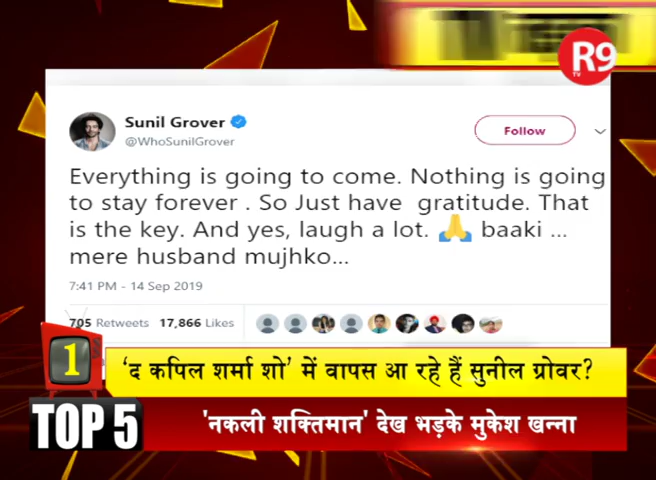 R9
TV
Sunil Grover
@WhoSunilGrover
Follow
Everything is going to come. Nothing is going
to stay forever . So Just have gratitude. That
is the key. And yes, laugh a lot. 🙏 baaki ...
mere husband mujhko...
7:41 PM - 14 Sep 2019
705 Retweets 17,866 Likes
1
‘द कपिल शर्मा शो’ में वापस आ रहे हैं सुनील ग्रोवर?
TOP 5
'नकली शक्तिमान' देख भड़के मुकेश खन्ना